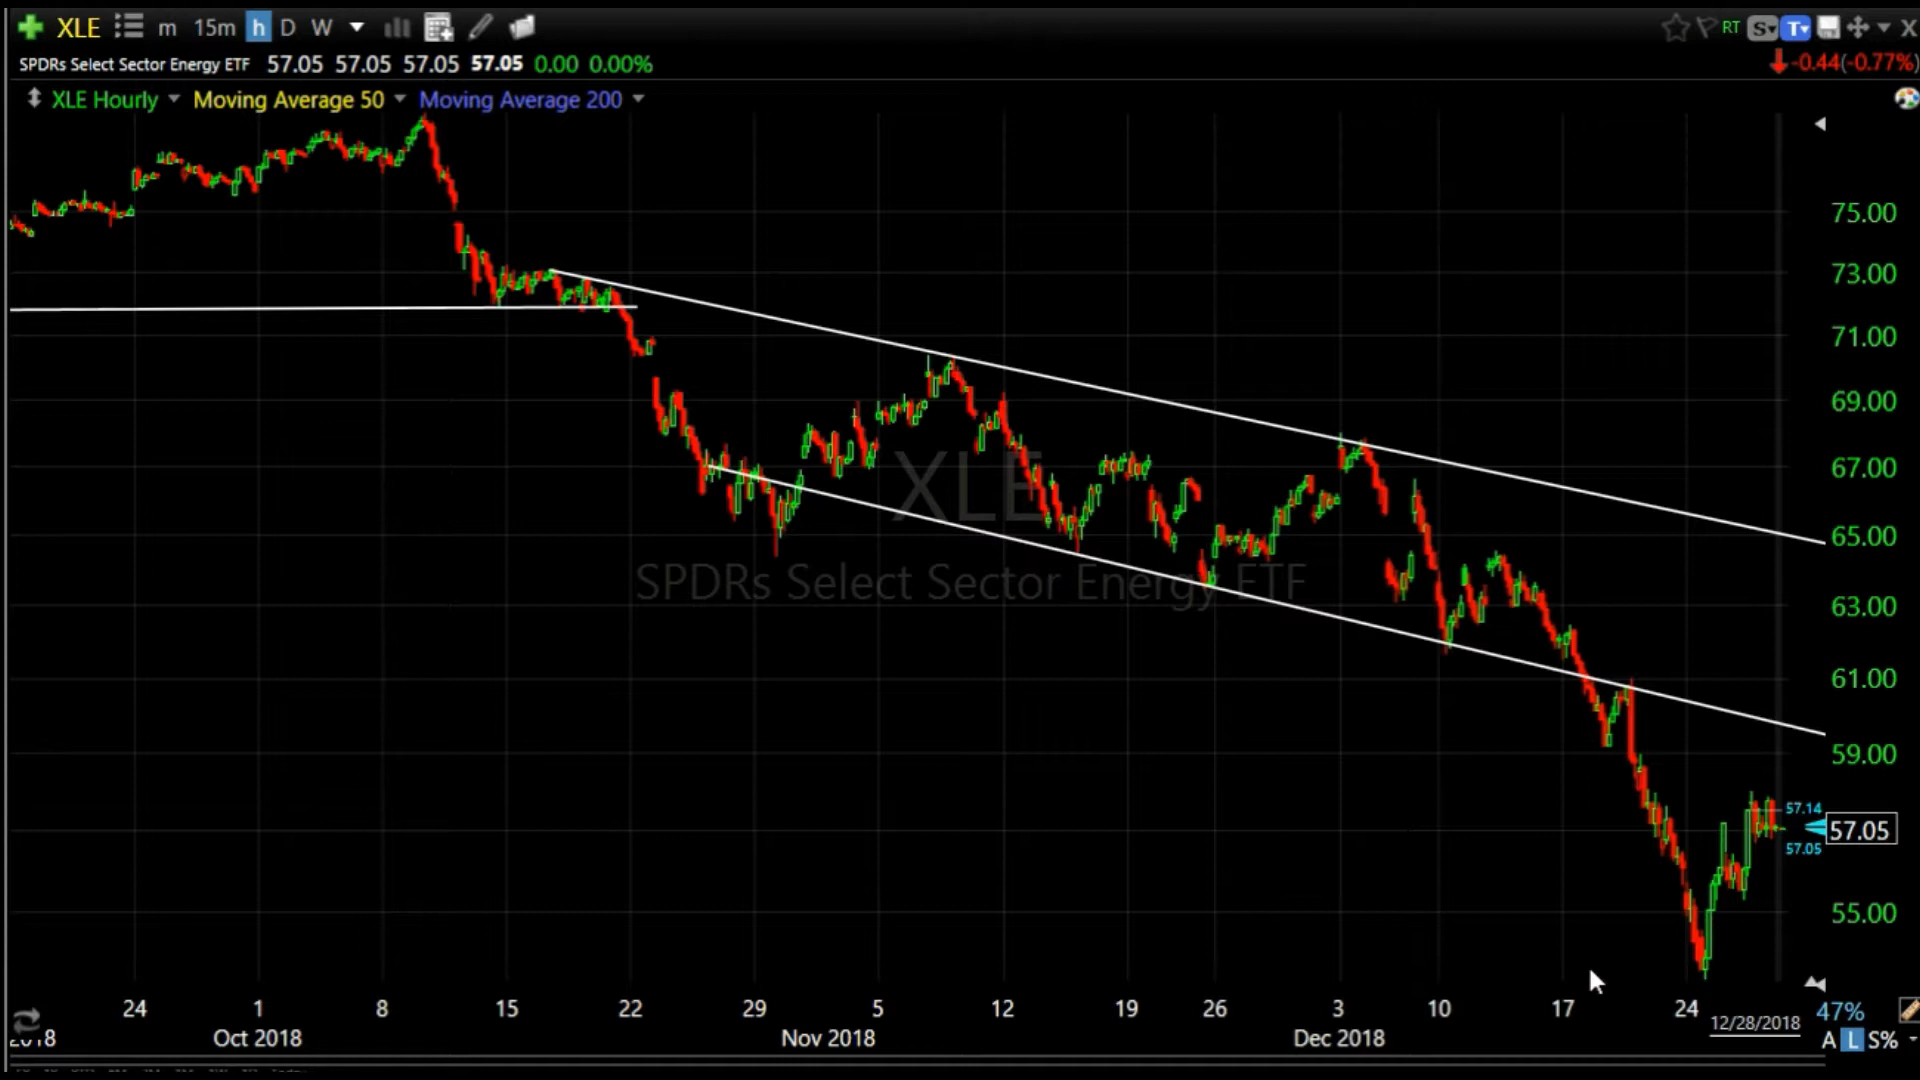 XLE m 15m h D W RT S T X
SPDRs Select Sector Energy ETF 57.05 57.05 57.05 57.05 0.00 0.00% -0.44(-0.77%)
XLE Hourly Moving Average 50 Moving Average 200
75.00
73.00
71.00
69.00
67.00
XLE
65.00
SPDRs Select Sector Energy ETF
63.00
61.00
59.00
57.14
57.05
57.05
55.00
24 1 8 15 22 29 5 12 19 26 3 10 17 24 12/28/2018 47%
Oct 2018 Nov 2018 Dec 2018 A L S%